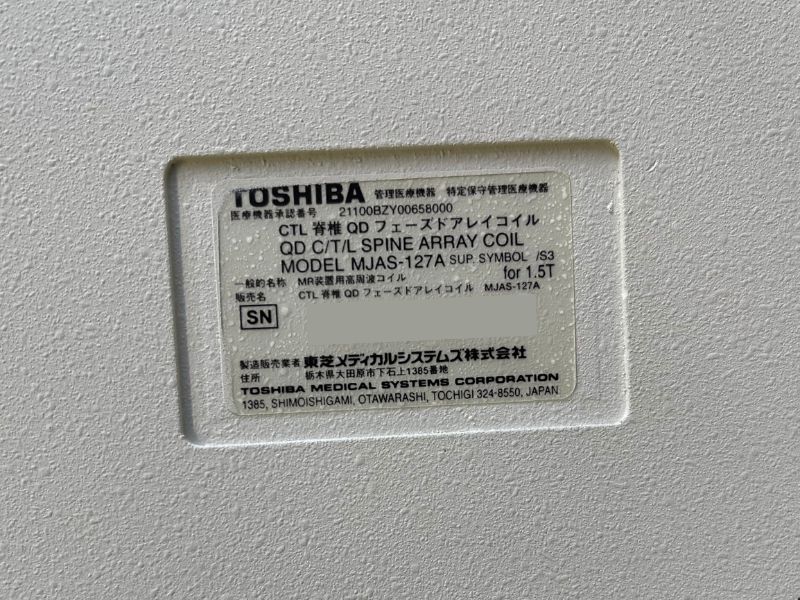 TOSHIBA 管理医療機器 特定保守管理医療機器
医療機器承認番号 21100BZY00658000
CTL 脊椎 QD フェーズドアレイコイル
QD C/T/L SPINE ARRAY COIL
MODEL MJAS-127A SUP. SYMBOL /S3
for 1.5T
一般的名称 MR装置用高周波コイル
販売名 CTL 脊椎 QD フェーズドアレイコイル MJAS-127A
SN
製造販売業者 東芝メディカルシステムズ株式会社
住所 栃木県大田原市下石上1385番地
TOSHIBA MEDICAL SYSTEMS CORPORATION
1385, SHIMOISHIGAMI, OTAWARASHI, TOCHIGI 324-8550, JAPAN